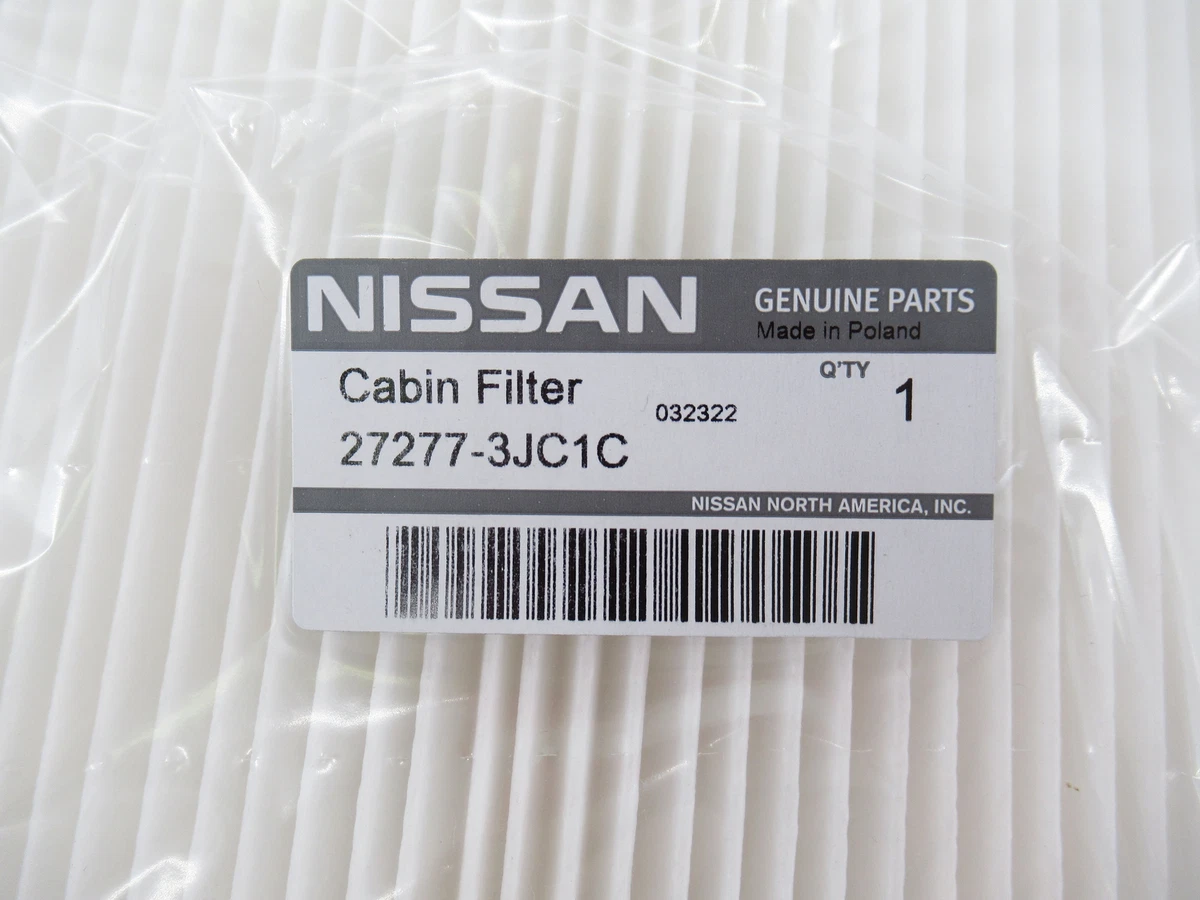 NISSAN
GENUINE PARTS
Made in Poland
Cabin Filter
Q'TY
1
032322
27277-3JC1C
NISSAN NORTH AMERICA, INC.